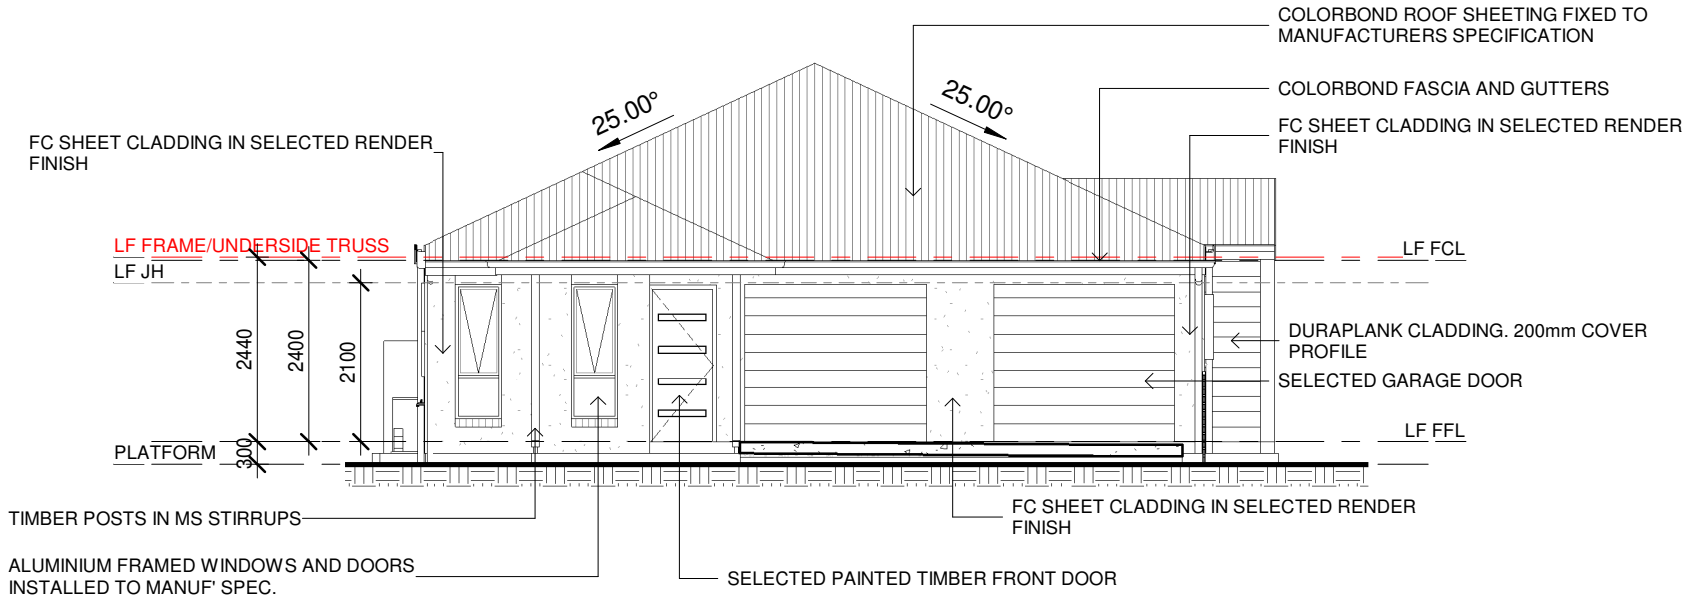 COLORBOND ROOF SHEETING FIXED TO
MANUFACTURERS SPECIFICATION
COLORBOND FASCIA AND GUTTERS
25.00°
25.00°
FC SHEET CLADDING IN SELECTED RENDER
FINISH
FC SHEET CLADDING IN SELECTED RENDER
FINISH
LF FRAME/UNDERSIDE TRUSS
LF FCL
LF JH
2440
2400
2100
DURAPLANK CLADDING. 200mm COVER
PROFILE
SELECTED GARAGE DOOR
LF FFL
PLATFORM
300
TIMBER POSTS IN MS STIRRUPS
FC SHEET CLADDING IN SELECTED RENDER
FINISH
ALUMINIUM FRAMED WINDOWS AND DOORS
INSTALLED TO MANUF' SPEC.
SELECTED PAINTED TIMBER FRONT DOOR